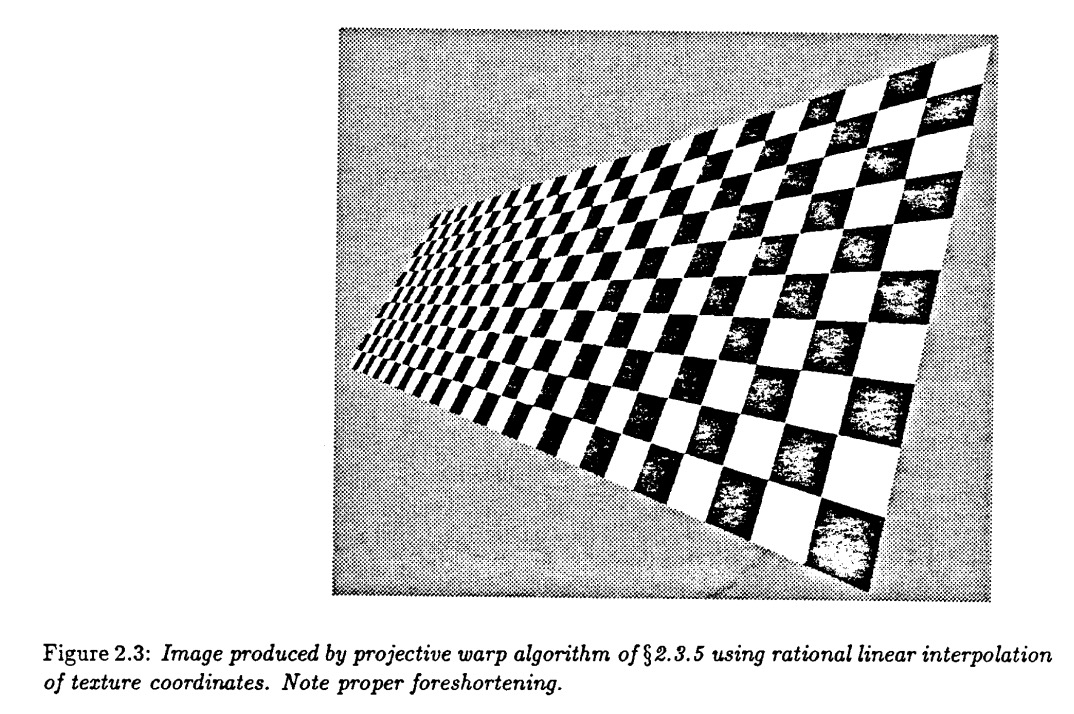 Figure 2.3: Image produced by projective warp algorithm of §2.3.5 using rational linear interpolation
of texture coordinates. Note proper foreshortening.